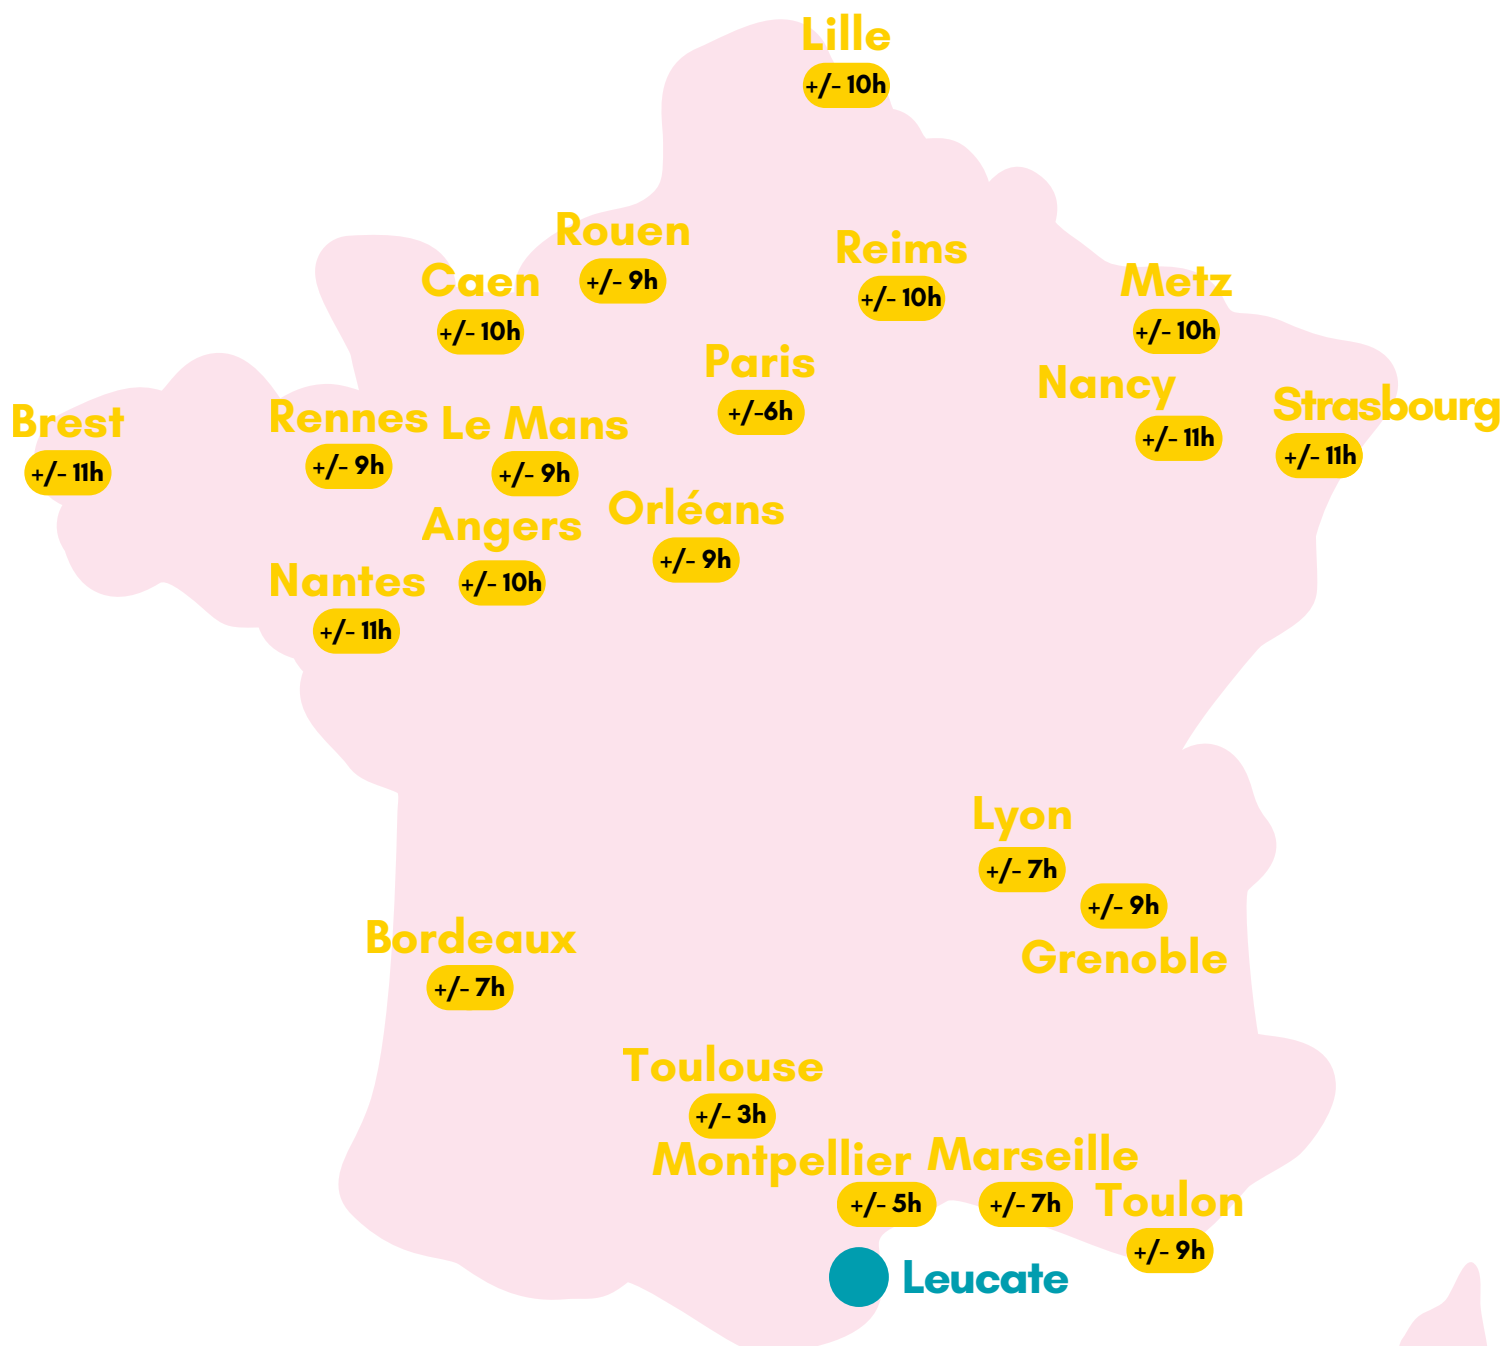 Lille
+/- 10h
Rouen
+/- 9h
Reims
+/- 10h
Caen
+/- 10h
Metz
+/- 10h
Paris
+/-6h
Nancy
+/- 11h
Strasbourg
+/- 11h
Brest
+/- 11h
Rennes
+/- 9h
Le Mans
+/- 9h
Orléans
+/- 9h
Angers
+/- 10h
Nantes
+/- 11h
Lyon
+/- 7h
+/- 9h
Grenoble
Bordeaux
+/- 7h
Toulouse
+/- 3h
Montpellier
+/- 5h
Marseille
+/- 7h
Toulon
+/- 9h
Leucate